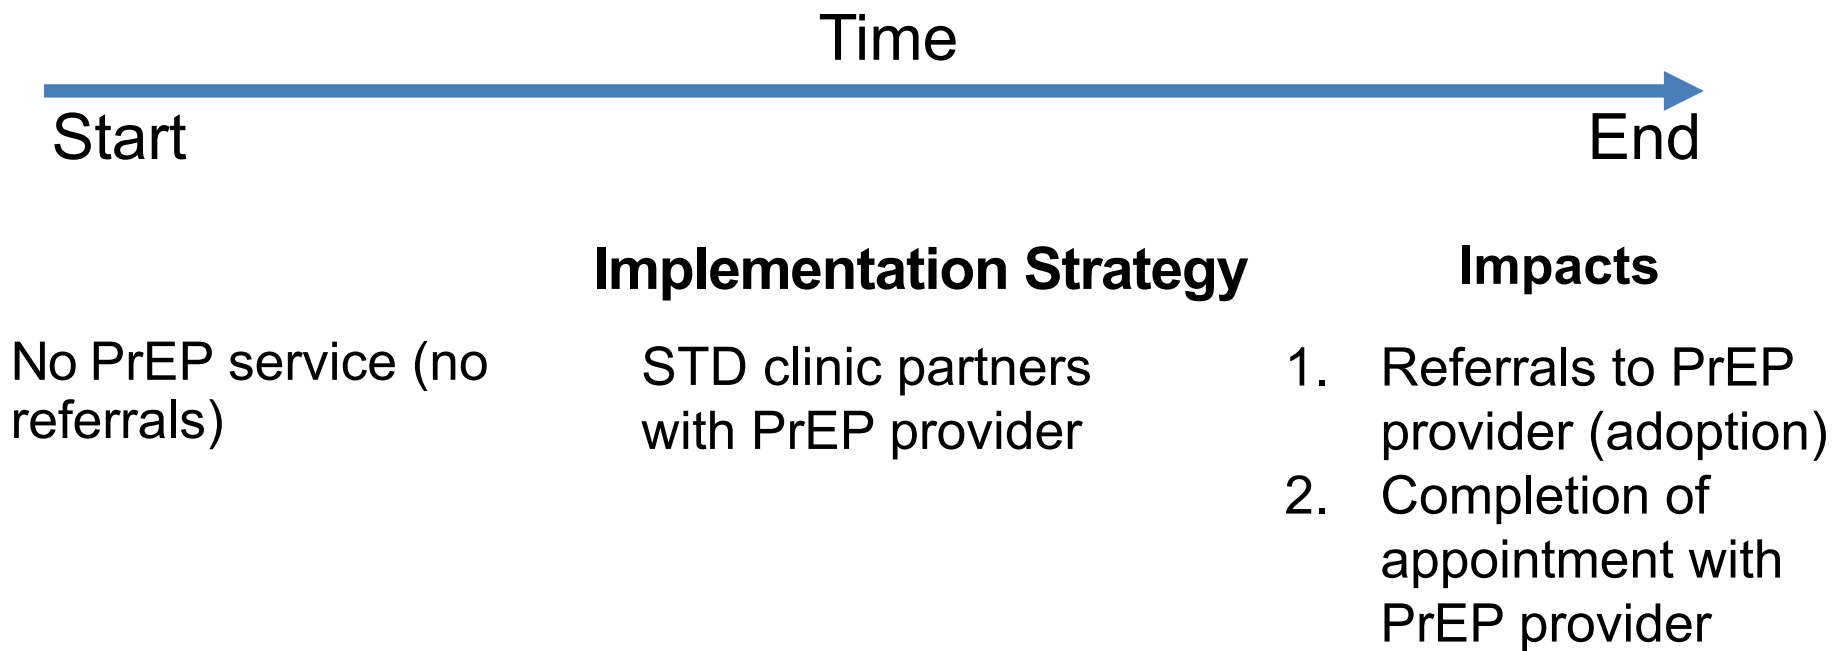 Time
Start
End
Implementation Strategy
Impacts
No PrEP service (no
referrals)
STD clinic partners
with PrEP provider
1. Referrals to PrEP
provider (adoption)
2. Completion of
appointment with
PrEP provider